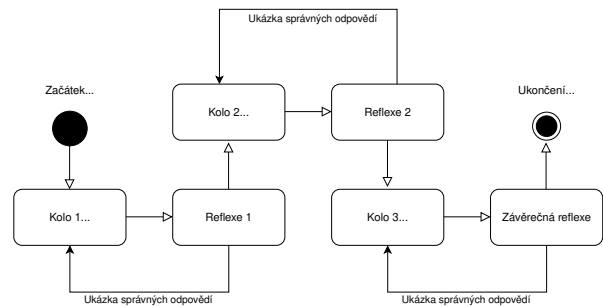 Ukázka správných odpovědí
Začátek...
Ukončení...
Kolo 2...
Reflexe 2
Kolo 1...
Reflexe 1
Kolo 3...
Závěrečná reflexe
Ukázka správných odpovědí
Ukázka správných odpovědí